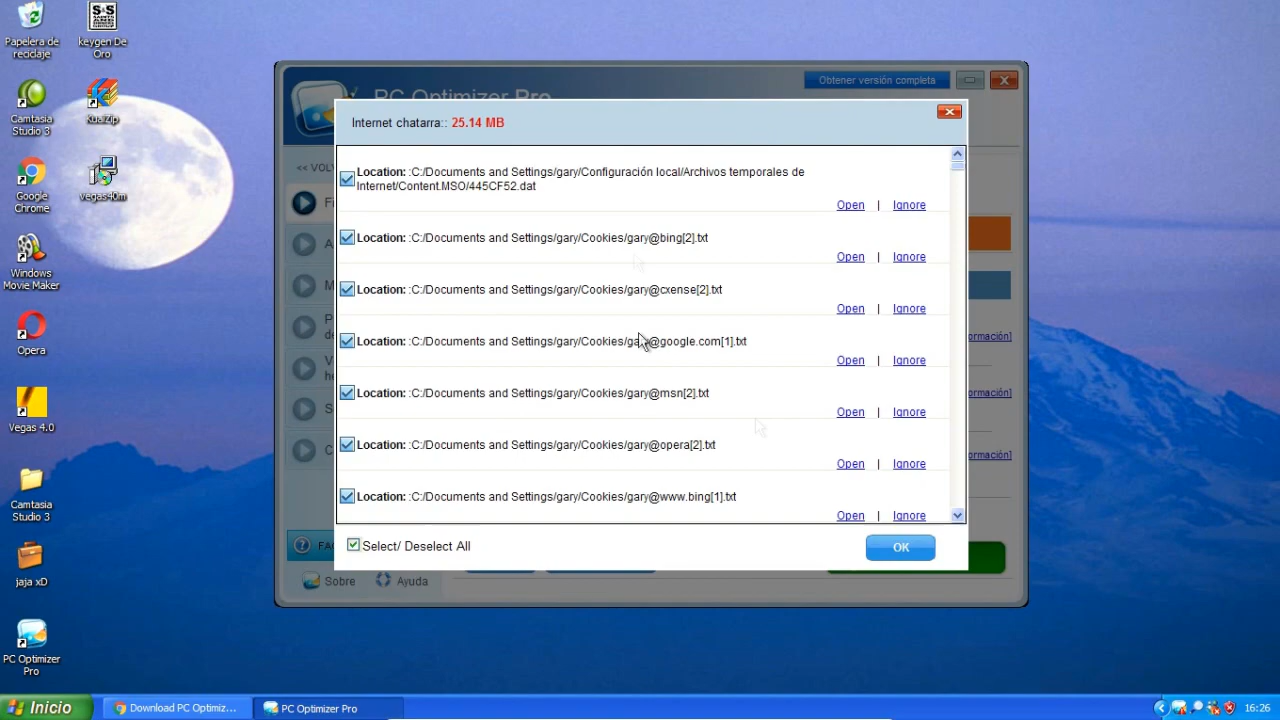 Papelera de
reciclaje
keygen De
Oro
Camtasia
Studio 3
KuaiZip
Google
Chrome
vegas40m
Windows
Movie Maker
Opera
Vegas 4.0
Camtasia
Studio 3
jaja xD
PC Optimizer
Pro
PC Optimizer Pro
Obtener versión completa
<< VOL
Internet chatarra:: 25.14 MB
Location: :C:/Documents and Settings/gary/Configuración local/Archivos temporales de
Internet/Content.MSO/445CF52.dat
Open | Ignore
Location: :C:/Documents and Settings/gary/Cookies/gary@bing[2].txt
Open | Ignore
Location: :C:/Documents and Settings/gary/Cookies/gary@cxense[2].txt
Open | Ignore
Location: :C:/Documents and Settings/gary/Cookies/gary@google.com[1].txt
Open | Ignore
Location: :C:/Documents and Settings/gary/Cookies/gary@msn[2].txt
Open | Ignore
Location: :C:/Documents and Settings/gary/Cookies/gary@opera[2].txt
Open | Ignore
Location: :C:/Documents and Settings/gary/Cookies/gary@www.bing[1].txt
Open | Ignore
Select/ Deselect All
OK
ormación]
ormación]
ormación]
Sobre
Ayuda
Inicio
Download PC Optimiz...
PC Optimizer Pro
16:26